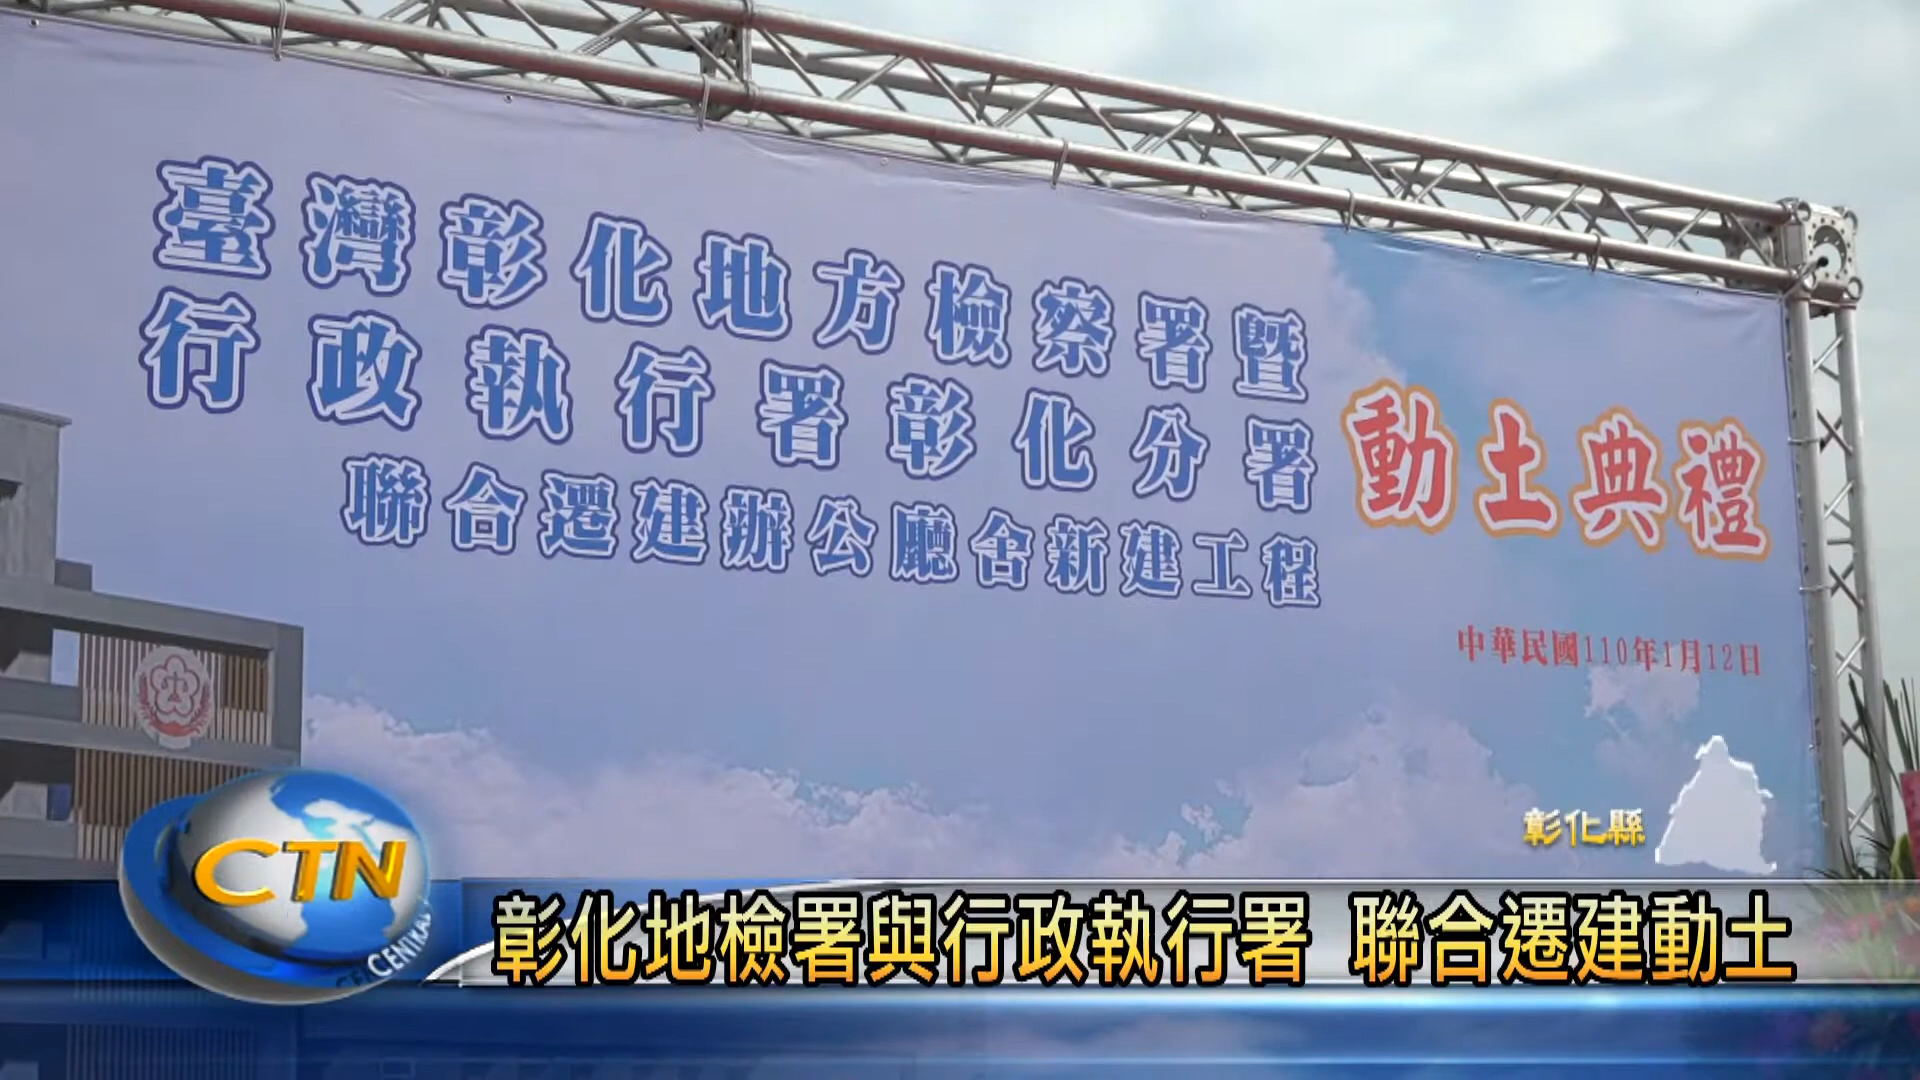 臺灣彰化地方檢察署暨
行政執行署彰化分署
聯合遷建辦公廳舍新建工程
動土典禮
中華民國110年1月12日
彰化縣
CTN
彰化地檢署與行政執行署 聯合遷建動土